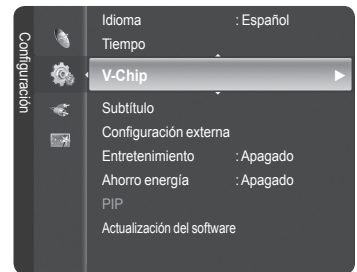 Configuración
Idioma : Español
Tiempo
V-Chip
Subtítulo
Configuración externa
Entretenimiento : Apagado
Ahorro energía : Apagado
PIP
Actualización del software